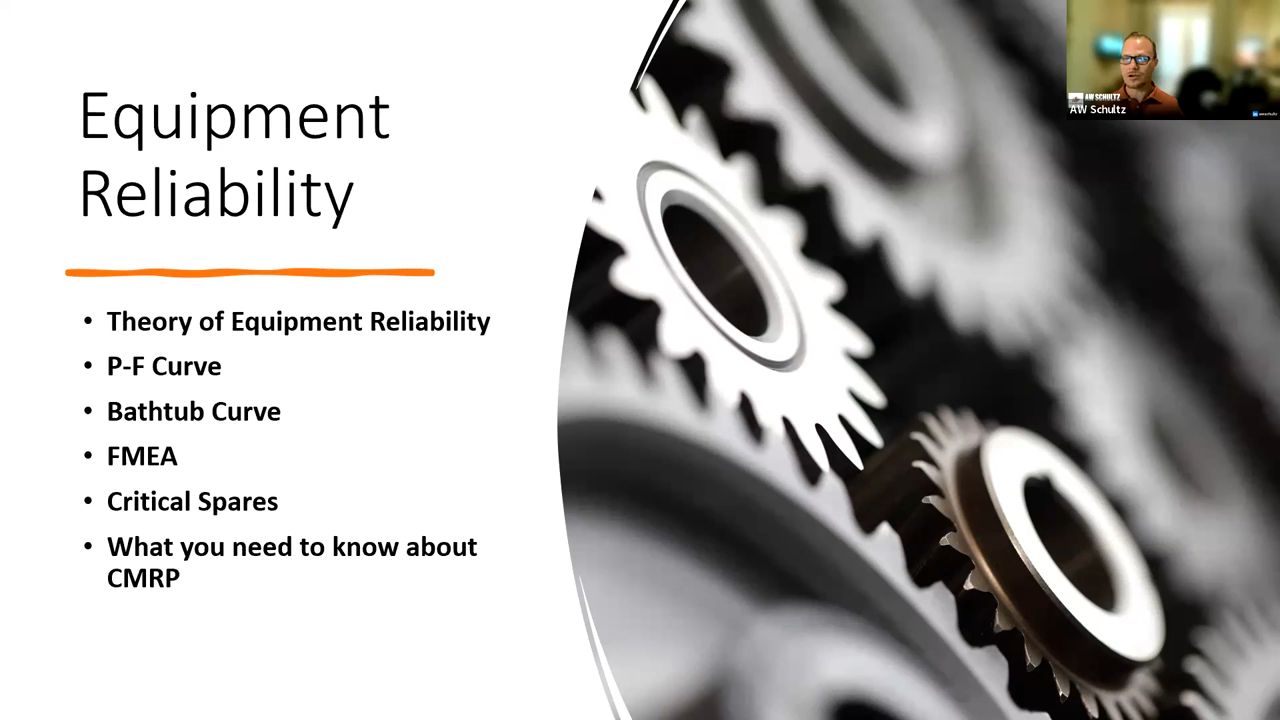 Equipment
Reliability
• Theory of Equipment Reliability
• P-F Curve
• Bathtub Curve
• FMEA
• Critical Spares
• What you need to know about
CMRP
AW SCHULTZ
AW Schultz